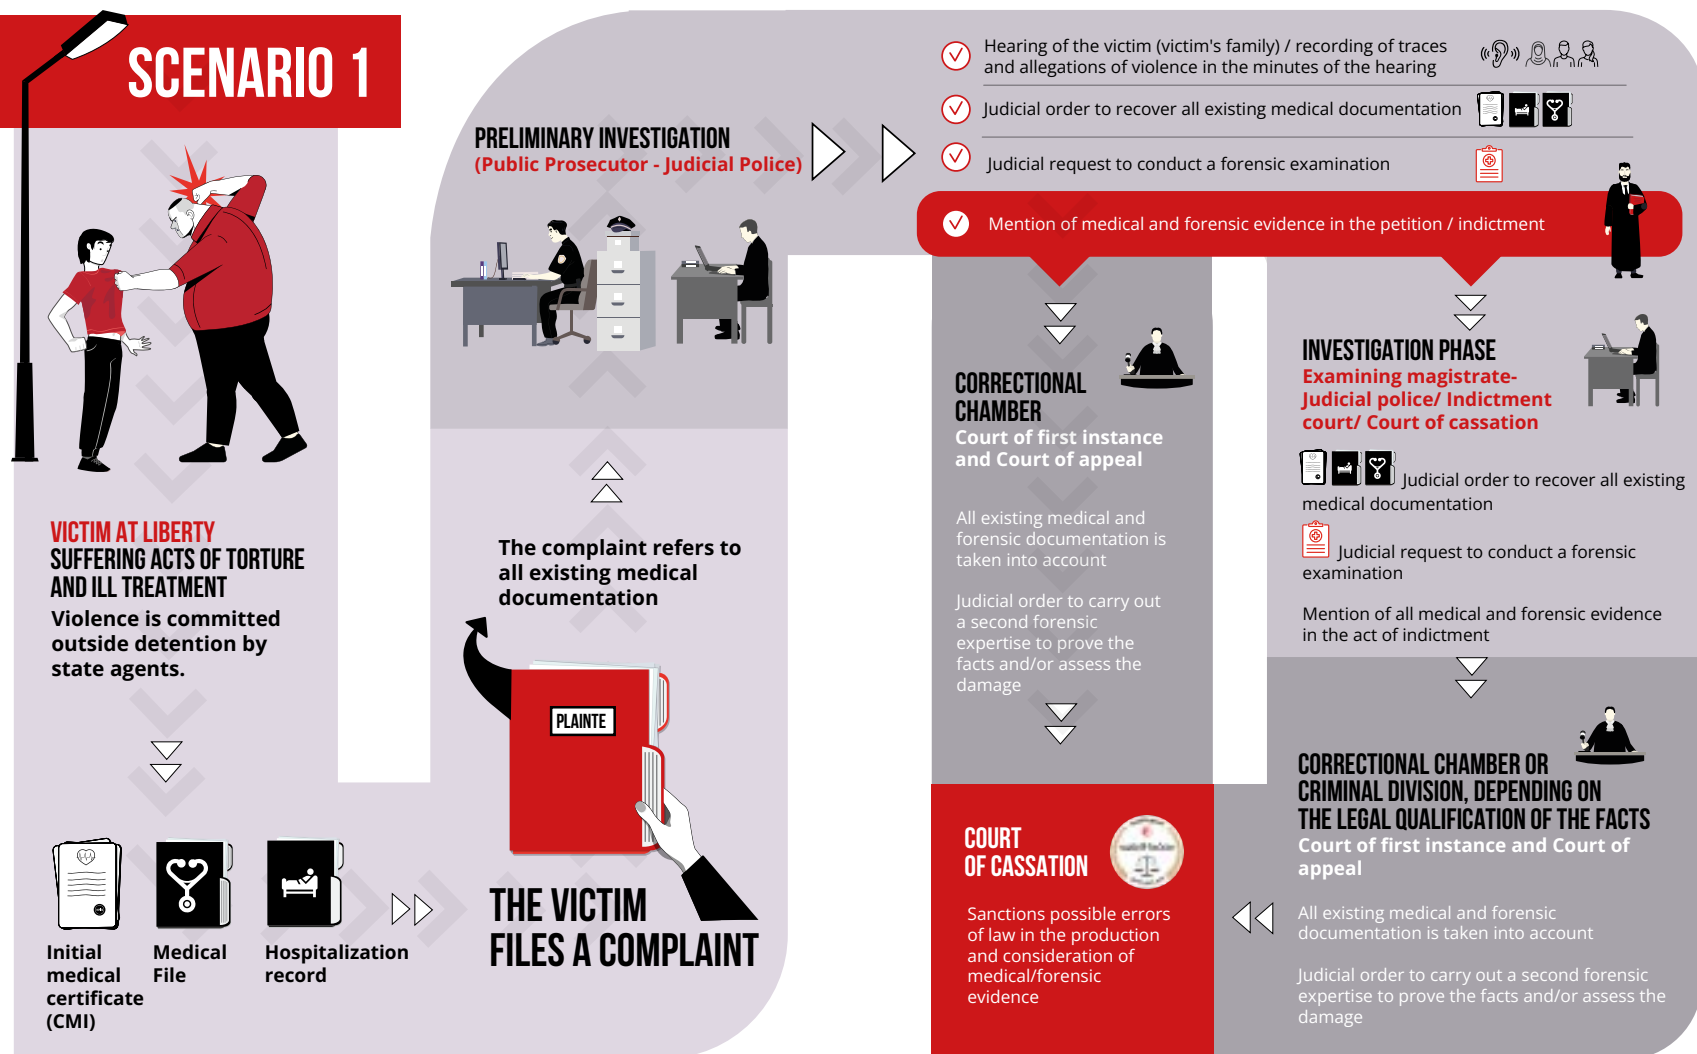 SCENARIO 1
VICTIM AT LIBERTY
SUFFERING ACTS OF TORTURE
AND ILL TREATMENT
Violence is committed
outside detention by
state agents.
Initial
medical
certificate
(CMI)
Medical
File
Hospitalization
record
THE VICTIM
FILES A COMPLAINT
PLAINTE
The complaint refers to
all existing medical
documentation
PRELIMINARY INVESTIGATION
(Public Prosecutor - Judicial Police)
Hearing of the victim (victim's family) / recording of traces
and allegations of violence in the minutes of the hearing
Judicial order to recover all existing medical documentation
Judicial request to conduct a forensic examination
Mention of medical and forensic evidence in the petition / indictment
CORRECTIONAL
CHAMBER
Court of first instance
and Court of appeal
All existing medical and
forensic documentation is
taken into account
Judicial order to carry out
a second forensic
expertise to prove the
facts and/or assess the
damage
INVESTIGATION PHASE
Examining magistrate-
Judicial police/ Indictment
court/ Court of cassation
Judicial order to recover all existing
medical documentation
Judicial request to conduct a forensic
examination
Mention of all medical and forensic evidence
in the act of indictment
CORRECTIONAL CHAMBER OR
CRIMINAL DIVISION, DEPENDING ON
THE LEGAL QUALIFICATION OF THE FACTS
Court of first instance and Court of
appeal
All existing medical and forensic
documentation is taken into account
Judicial order to carry out a second forensic
expertise to prove the facts and/or assess the
damage
COURT
OF CASSATION
Sanctions possible errors
of law in the production
and consideration of
medical/forensic
evidence